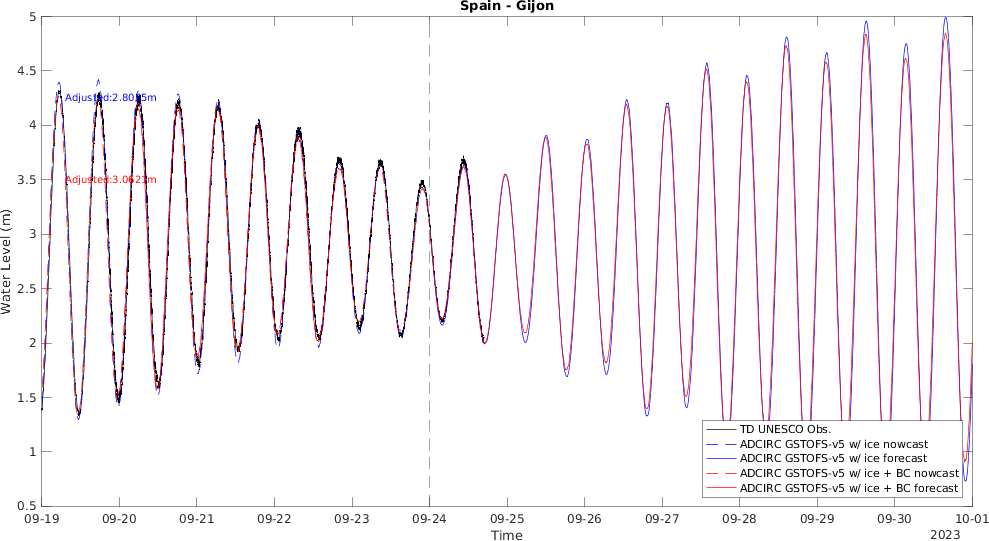 Spain - Gijon
Water Level (m)
5
4.5
4
3.5
3
2.5
2
1.5
1
0.5
Adjusted:3.0623m
TD UNESCO Obs.
ADCIRC GSTOFS-v5 w/ ice nowcast
ADCIRC GSTOFS-v5 w/ ice forecast
ADCIRC GSTOFS-v5 w/ ice + BC nowcast
ADCIRC GSTOFS-v5 w/ ice + BC forecast
09-19 09-20 09-21 09-22 09-23 09-24 09-25 09-26 09-27 09-28 09-29 09-30 10-01
Time
2023